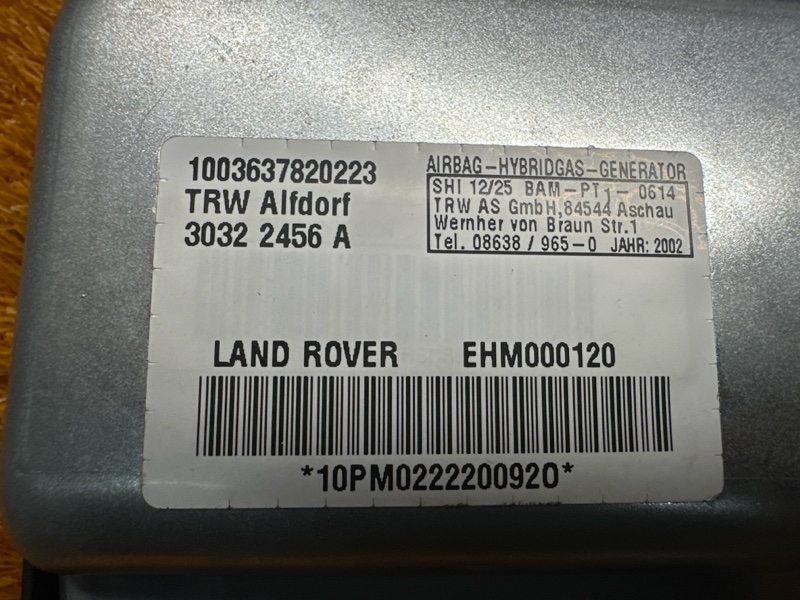 1003637820223
TRW Alfdorf
3032 2456 A
AIRBAG-HYBRIDGAS-GENERATOR
SHI 12/25 BAM-PT1-0614
TRW AS GmbH,84544 Aschau
Wernher von Braun Str.1
Tel. 08638 / 965-0 JAHR: 2002
LAND ROVER EHM000120
*10PM0222200920*